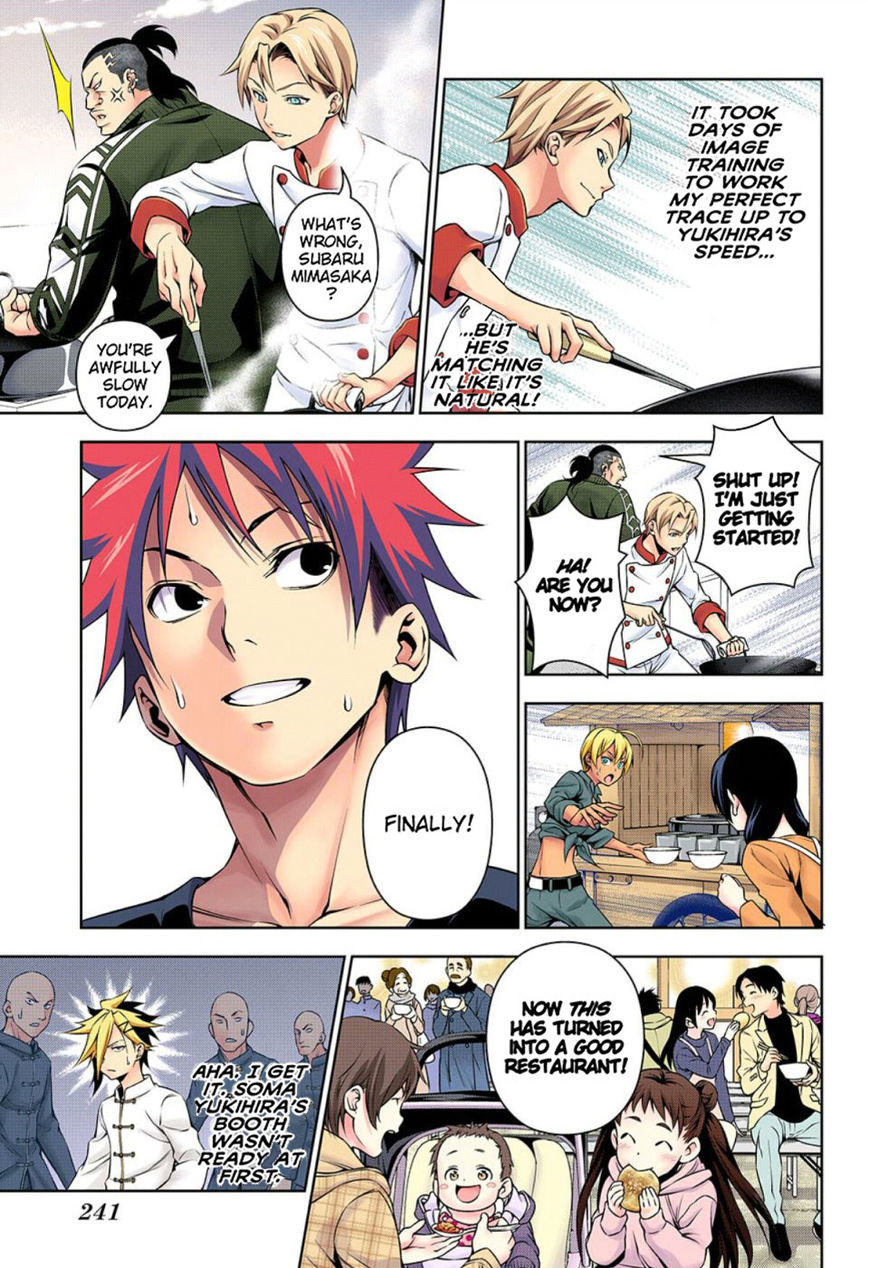 IT TOOK
DAYS OF
IMAGE
TRAINING
TO WORK
MY PERFECT
TRACE UP TO
YUKIHIRA'S
SPEED...
...BUT
HE'S
MATCHING
IT LIKE IT'S
NATURAL!
WHAT'S
WRONG,
SUBARU
MIMASAKA
?
YOU'RE
AWFULLY
SLOW
TODAY.
SHUT UP!
I'M JUST
GETTING
STARTED!
HA!
ARE YOU
NOW?
FINALLY!
NOW THIS
HAS TURNED
INTO A GOOD
RESTAURANT!
AHA. I GET
IT. SOMA
YUKIHIRA'S
BOOTH
WASN'T
READY AT
FIRST.
241